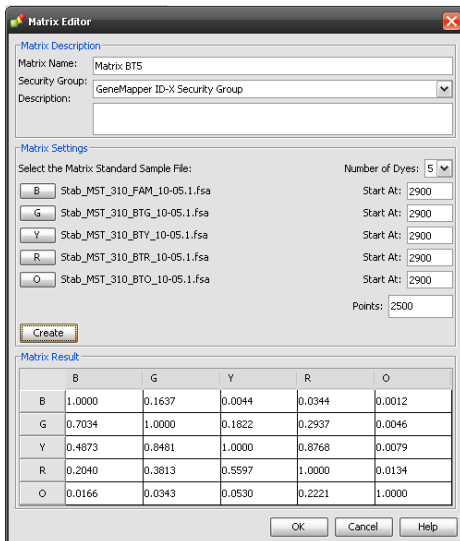 Matrix Editor
Matrix Description
Matrix Name: Matrix BT5
Security Group: GeneMapper ID-X Security Group
Description:
Matrix Settings
Select the Matrix Standard Sample File: Number of Dyes: 5
B Stab_MST_310_FAM_10-05.1.fsa Start At: 2900
G Stab_MST_310_BTG_10-05.1.fsa Start At: 2900
Y Stab_MST_310_BTY_10-05.1.fsa Start At: 2900
R Stab_MST_310_BTR_10-05.1.fsa Start At: 2900
O Stab_MST_310_BTO_10-05.1.fsa Start At: 2900
Points: 2500
Create
Matrix Result
B G Y R O
B 1.0000 0.1637 0.0044 0.0344 0.0012
G 0.7034 1.0000 0.1822 0.2937 0.0046
Y 0.4873 0.8481 1.0000 0.8768 0.0079
R 0.2040 0.3813 0.5597 1.0000 0.0134
O 0.0166 0.0343 0.0530 0.2221 1.0000
OK Cancel Help